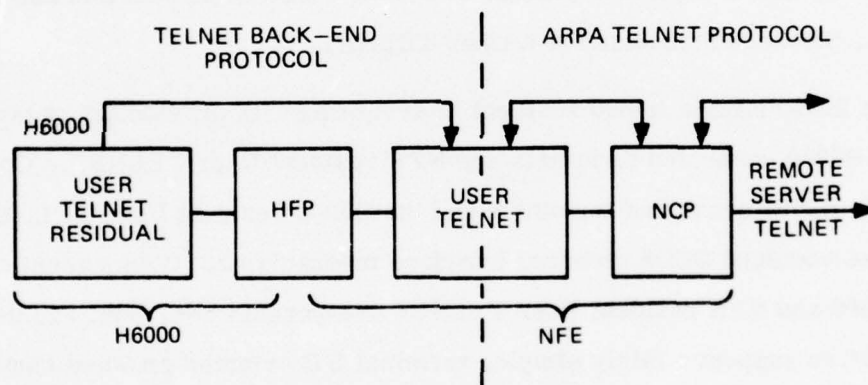 TELNET BACK–END
PROTOCOL
ARPA TELNET PROTOCOL
H6000
USER
TELNET
RESIDUAL
HFP
USER
TELNET
NCP
REMOTE
SERVER
TELNET
H6000
NFE